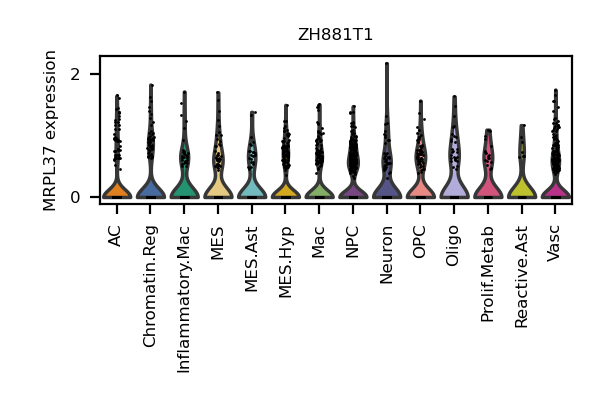 ZH881T1
MRPL37 expression
2
0
AC
Chromatin.Reg
Inflammatory.Mac
MES
MES.Ast
MES.Hyp
Mac
NPC
Neuron
OPC
Oligo
Prolif.Metab
Reactive.Ast
Vasc